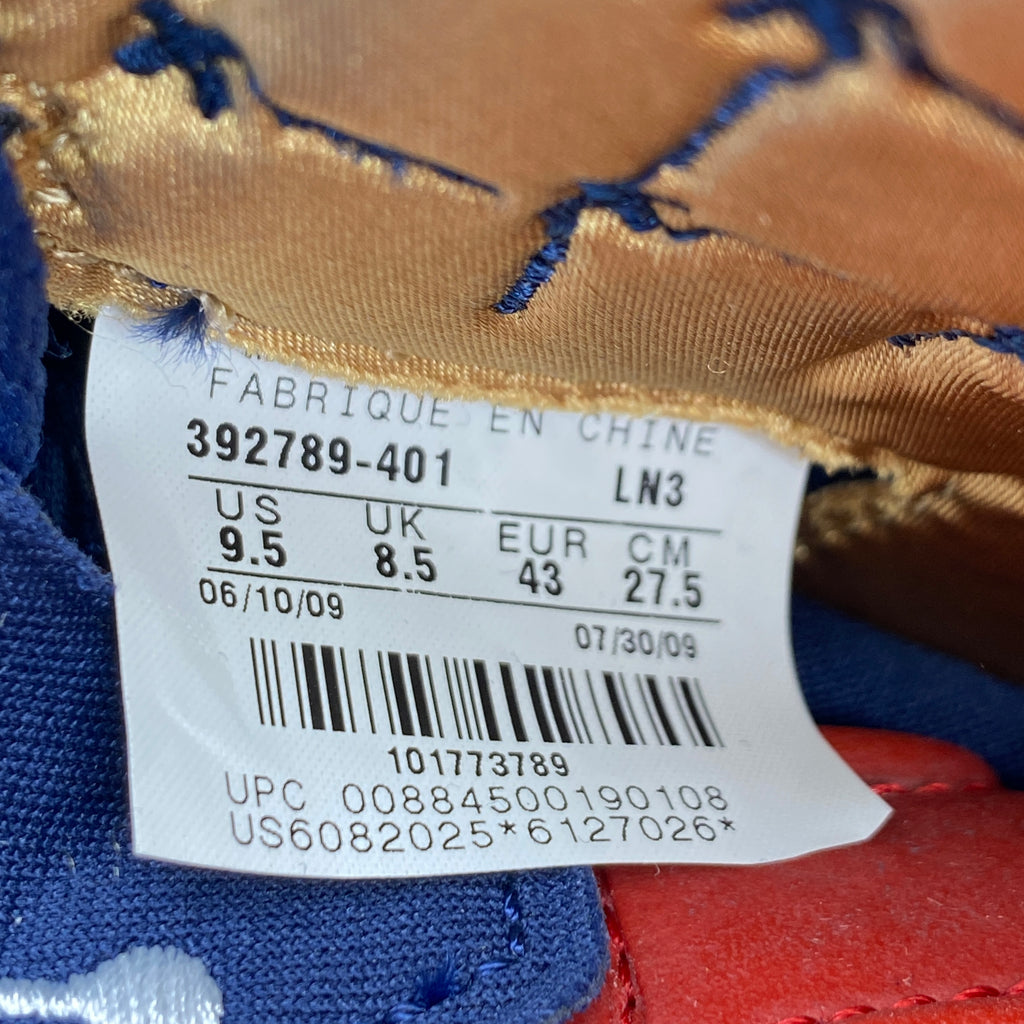 FABRIQUE EN CHINE
392789-401 LN3
US UK EUR CM
9.5 8.5 43 27.5
06/10/09 07/30/09
101773789
UPC 00884500190108
US6082025*6127026*